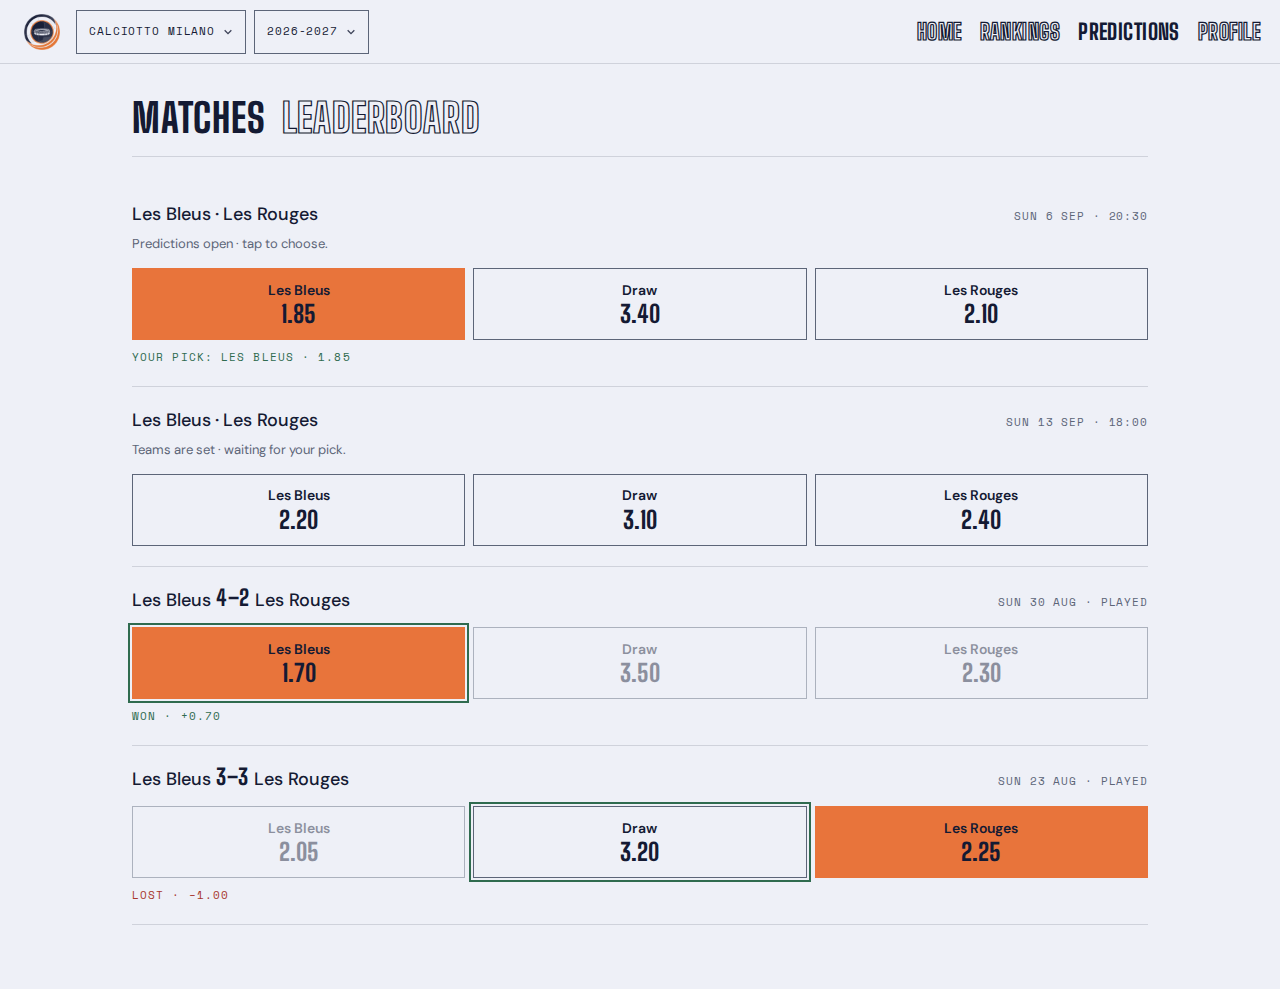 CALCIOTTO MILANO
2026-2027
HOME RANKINGS PREDICTIONS PROFILE
MATCHES LEADERBOARD
Les Bleus · Les Rouges
SUN 6 SEP · 20:30
Predictions open · tap to choose.
Les Bleus
1.85
Draw
3.40
Les Rouges
2.10
YOUR PICK: LES BLEUS · 1.85
Les Bleus · Les Rouges
SUN 13 SEP · 18:00
Teams are set · waiting for your pick.
Les Bleus
2.20
Draw
3.10
Les Rouges
2.40
Les Bleus 4–2 Les Rouges
SUN 30 AUG · PLAYED
Les Bleus
1.70
Draw
3.50
Les Rouges
2.30
WON · +0.70
Les Bleus 3–3 Les Rouges
SUN 23 AUG · PLAYED
Les Bleus
2.05
Draw
3.20
Les Rouges
2.25
LOST · −1.00